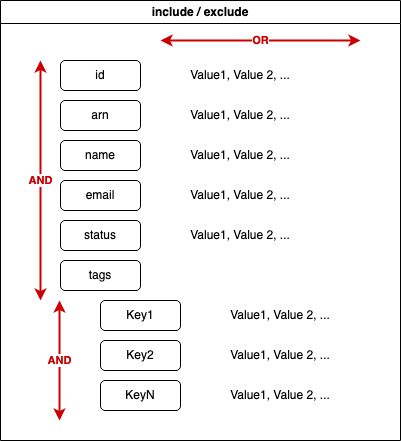 include / exclude
OR
id Value1, Value 2, ...
arn Value1, Value 2, ...
name Value1, Value 2, ...
AND
email Value1, Value 2, ...
status Value1, Value 2, ...
tags
Key1 Value1, Value 2, ...
Key2 Value1, Value 2, ...
AND
KeyN Value1, Value 2, ...